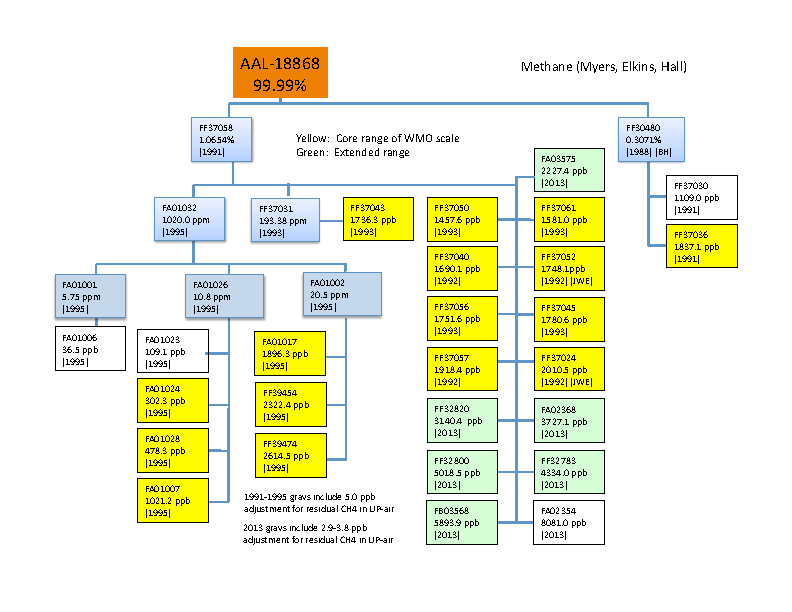 AAL-18868
99.99%
Methane (Myers, Elkins, Hall)
FF37058
1.0654%
|1991|
Yellow: Core range of WMO scale
Green: Extended range
FF30480
0.3071%
|1988| |BH|
FA03575
2227.4 ppb
|2013|
FF37030
1109.0 ppb
|1991|
FF37036
1837.1 ppb
|1991|
FA01032
1020.0 ppm
|1995|
FF37031
193.38 ppm
|1993|
FF37043
1736.3 ppb
|1993|
FF37050
1457.6 ppb
|1993|
FF37061
1581.0 ppb
|1993|
FF37040
1690.1 ppb
|1992|
FF37052
1748.1ppb
|1992| |JWE|
FA01001
5.75 ppm
|1995|
FA01026
10.8 ppm
|1995|
FA01002
20.5 ppm
|1995|
FF37056
1751.6 ppb
|1993|
FF37045
1780.6 ppb
|1993|
FA01006
36.5 ppb
|1995|
FA01023
109.1 ppb
|1995|
FA01017
1896.3 ppb
|1995|
FF37057
1918.4 ppb
|1992|
FF37024
2010.5 ppb
|1992| |JWE|
FA01024
302.3 ppb
|1995|
FF39454
2322.4 ppb
|1995|
FF32820
3140.4 ppb
|2013|
FA02368
3727.1 ppb
|2013|
FA01028
478.3 ppb
|1995|
FF39474
2614.5 ppb
|1995|
FF32800
5018.5 ppb
|2013|
FF32783
4334.0 ppb
|2013|
FA01007
1021.2 ppb
|1995|
1991-1995 gravs include 5.0 ppb
adjustment for residual CH4 in UP-air
2013 gravs include 2.9-3.8 ppb
adjustment for residual CH4 in UP-air
FB03568
5893.9 ppb
|2013|
FA02354
8081.0 ppb
|2013|